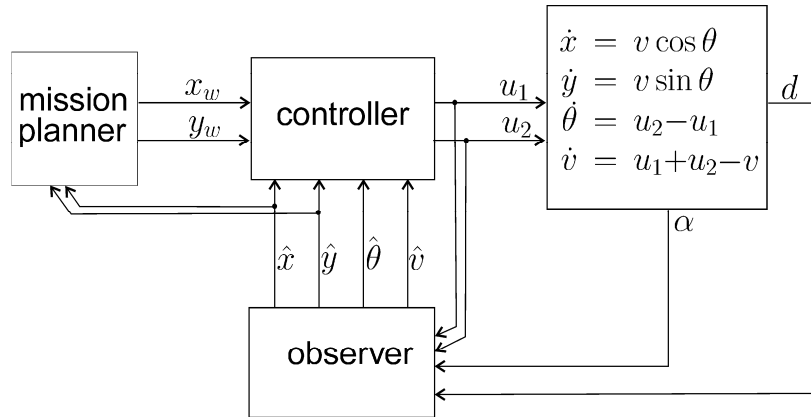 mission
planner
x_w
y_w
controller
u_1
u_2
ẋ = v cos θ
ẏ = v sin θ
θ̇ = u_2−u_1
v̇ = u_1+u_2−v
d
α
x̂
ŷ
θ̂
v̂
observer